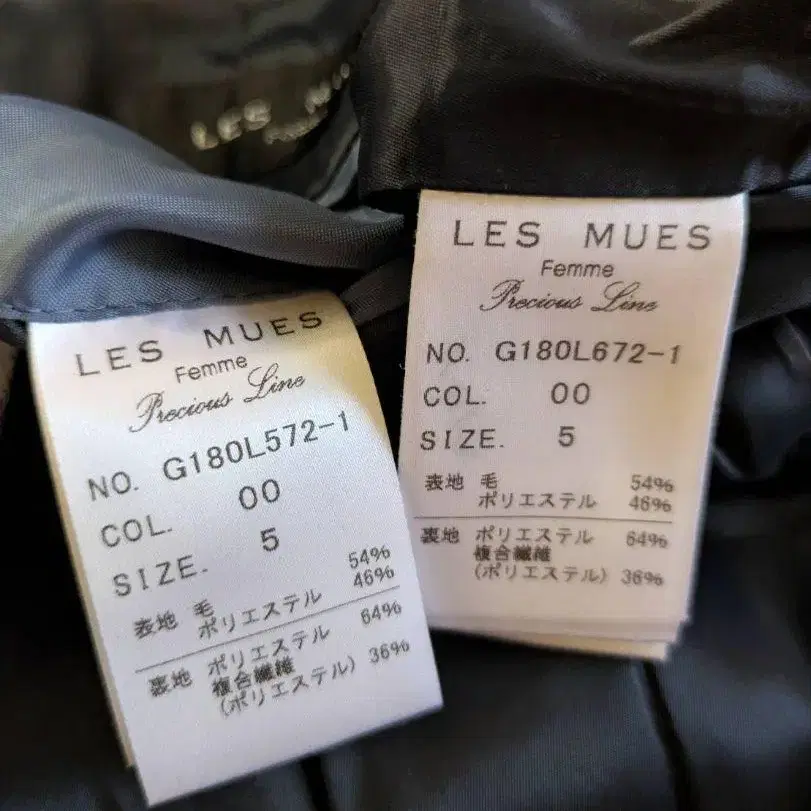 LES MUES
LES MUES
Femme
Precious Line
NO. G180L572-1
COL. 00
SIZE. 5
表地 毛 54%
ポリエステル 46%
裏地 ポリエステル 64%
複合繊維
(ポリエステル) 36%
LES MUES
Femme
Precious Line
NO. G180L672-1
COL. 00
SIZE. 5
表地 毛 54%
ポリエステル 46%
裏地 ポリエステル 64%
複合繊維
(ポリエステル) 36%